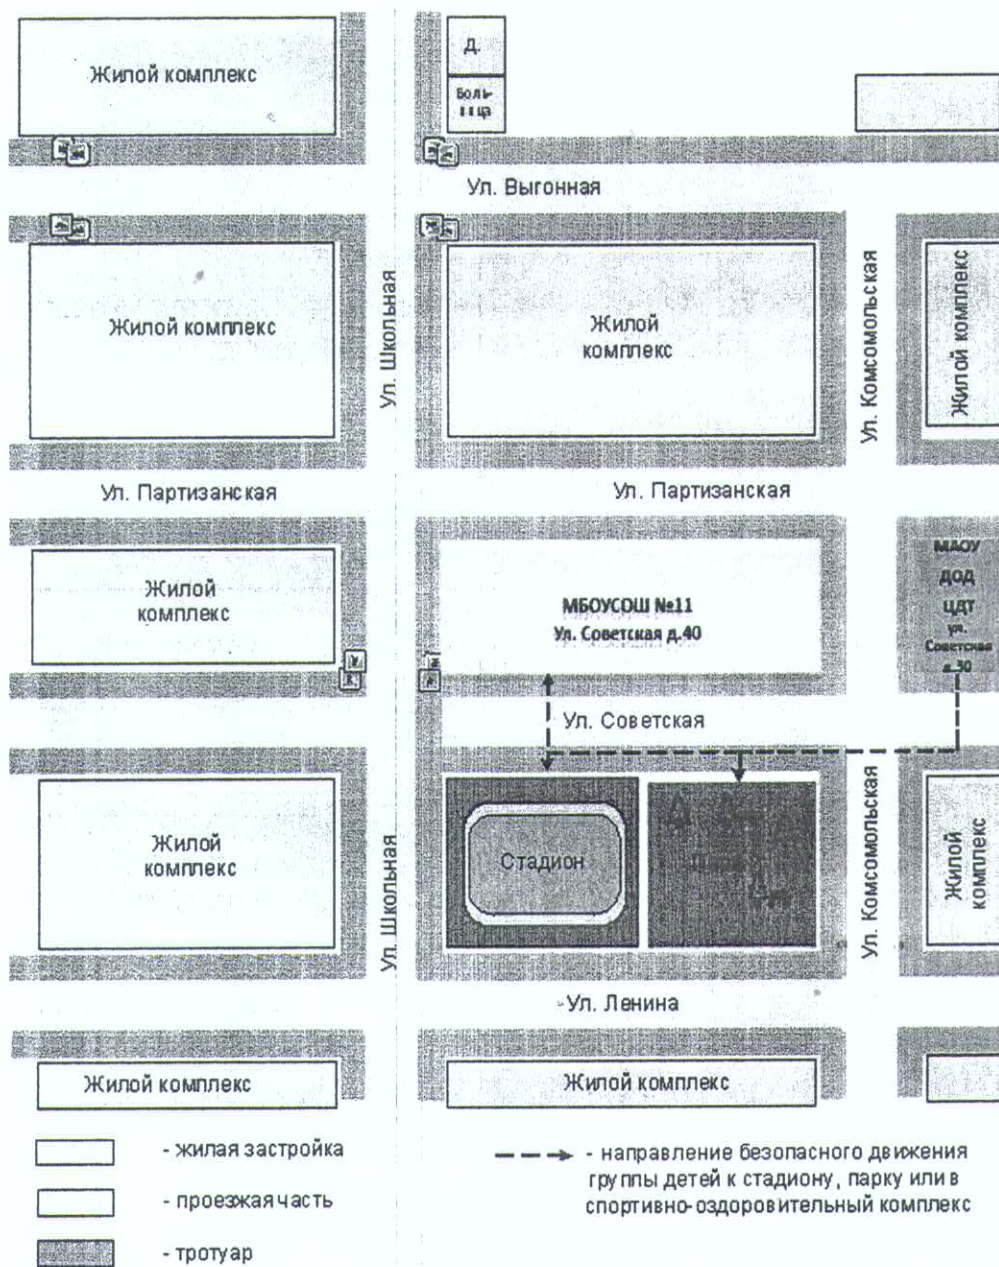 Жилой комплекс
Д.
Боль-
ница
Ул. Выгонная
Жилой комплекс
Ул. Школьная
Жилой
комплекс
Ул. Комсомольская
Жилой комплекс
Ул. Партизанская
Ул. Партизанская
Жилой
комплекс
МБОУСОШ №11
Ул. Советская д.40
МАОУ
ДОД
ЦДТ
ул.
Советская
д.30
Ул. Советская
Жилой
комплекс
Ул. Школьная
Стадион
Ул. Комсомольская
Жилой
комплекс
Ул. Ленина
Жилой комплекс
Жилой комплекс
- жилая застройка
- проезжая часть
- тротуар
- направление безопасного движения
группы детей к стадиону, парку или в
спортивно-оздоровительный комплекс